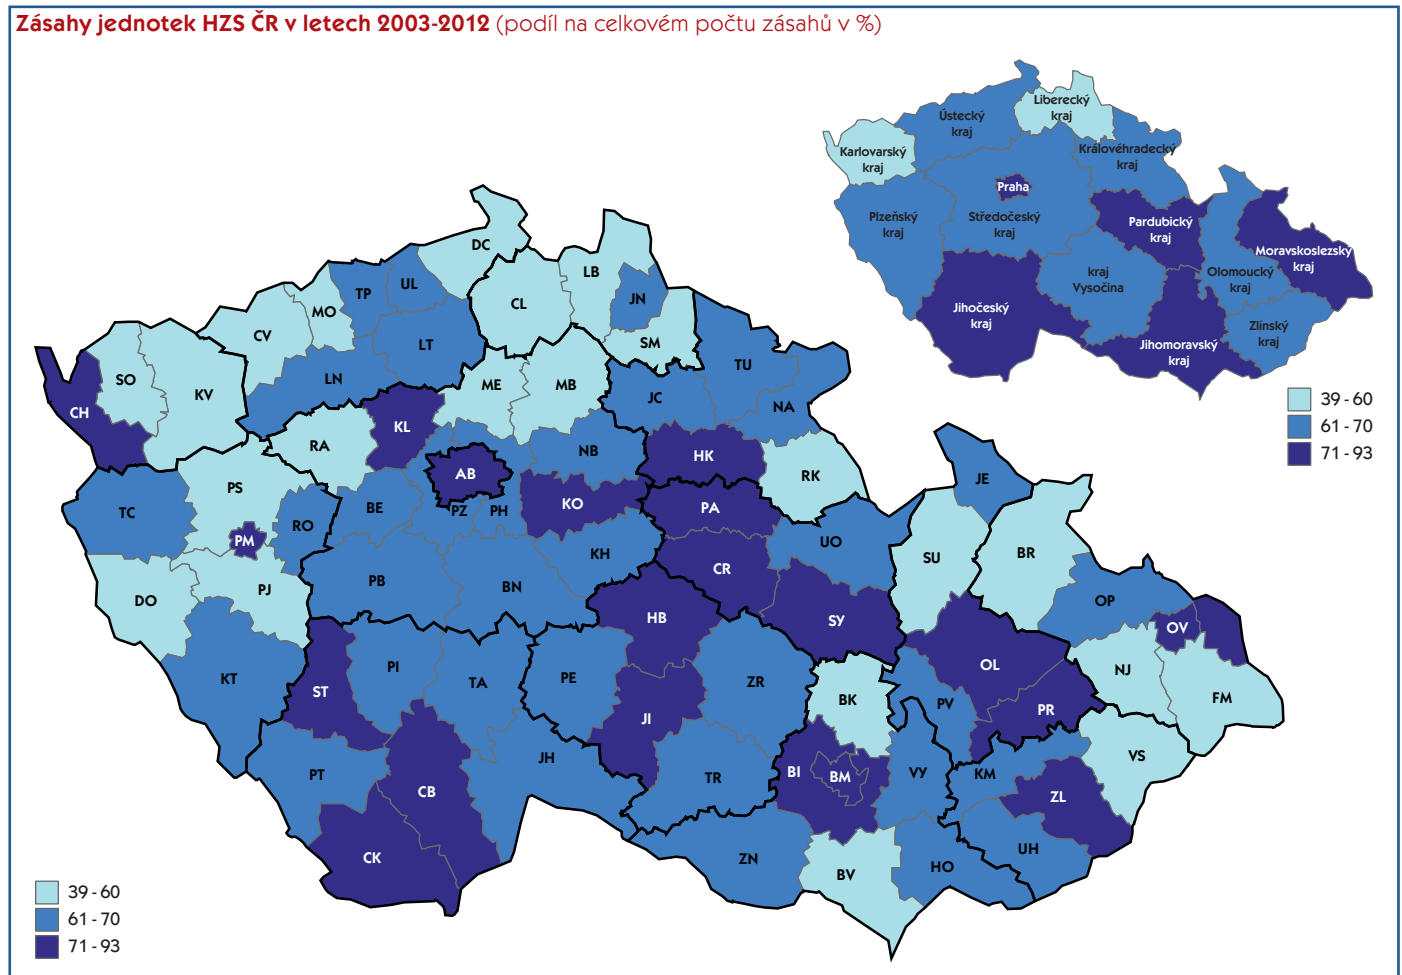 Zásahy jednotek HZS ČR v letech 2003-2012 (podíl na celkovém počtu zásahů v %)
Liberecký
kraj
Ústecký
kraj
Karlovarský
kraj
Královéhradecký
kraj
Praha
Plzeňský
kraj
Středočeský
kraj
Pardubický
kraj
Moravskoslezský
kraj
kraj
Vysočina
Olomoucký
kraj
Jihočeský
kraj
Zlínský
kraj
Jihomoravský
kraj
39 - 60
61 - 70
71 - 93
DC
LB
UL
TP
JN
CL
MO
CV
LT
SM
TU
SO
LN
ME
MB
KV
JC
NA
CH
KL
RA
NB
HK
AB
RK
JE
PS
KO
BE
PZ
PH
PA
TC
RO
PM
UO
KH
BR
SU
CR
PB
BN
PJ
DO
OP
HB
SY
OV
OL
PI
NJ
KT
PE
TA
ZR
ST
FM
BK
PV
PR
JI
VS
JH
BI
BM
VY
KM
PT
TR
CB
ZL
UH
CK
ZN
HO
BV
39 - 60
61 - 70
71 - 93